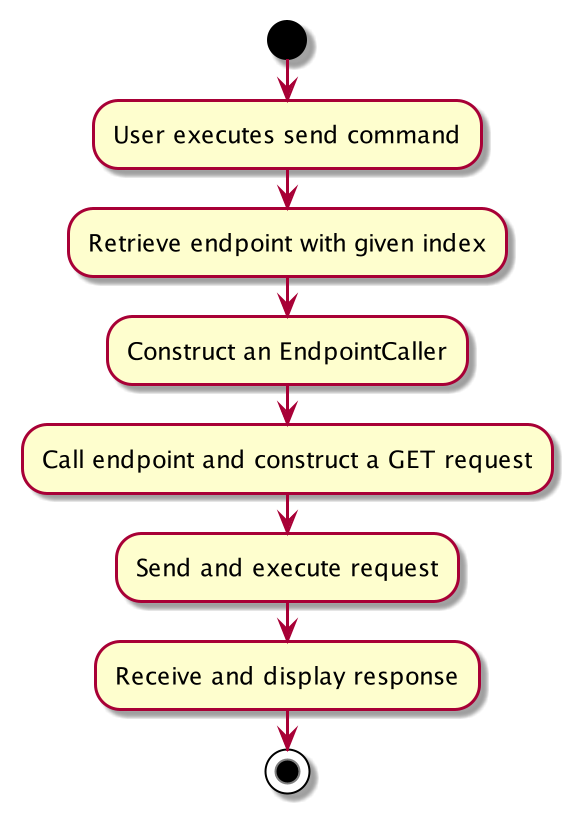 User executes send command
Retrieve endpoint with given index
Construct an EndpointCaller
Call endpoint and construct a GET request
Send and execute request
Receive and display response